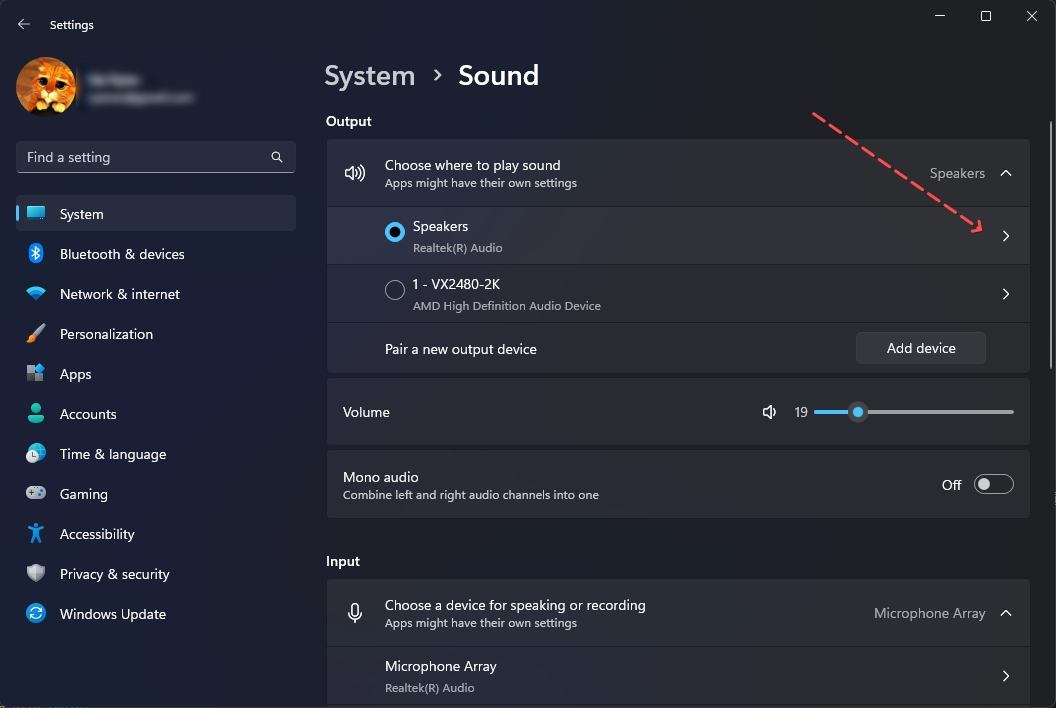 Settings
Find a setting
System
Bluetooth & devices
Network & internet
Personalization
Apps
Accounts
Time & language
Gaming
Accessibility
Privacy & security
Windows Update
System > Sound
Output
Choose where to play sound
Apps might have their own settings
Speakers
Speakers
Realtek(R) Audio
1 - VX2480-2K
AMD High Definition Audio Device
Pair a new output device
Add device
Volume
19
Mono audio
Combine left and right audio channels into one
Off
Input
Choose a device for speaking or recording
Apps might have their own settings
Microphone Array
Microphone Array
Realtek(R) Audio